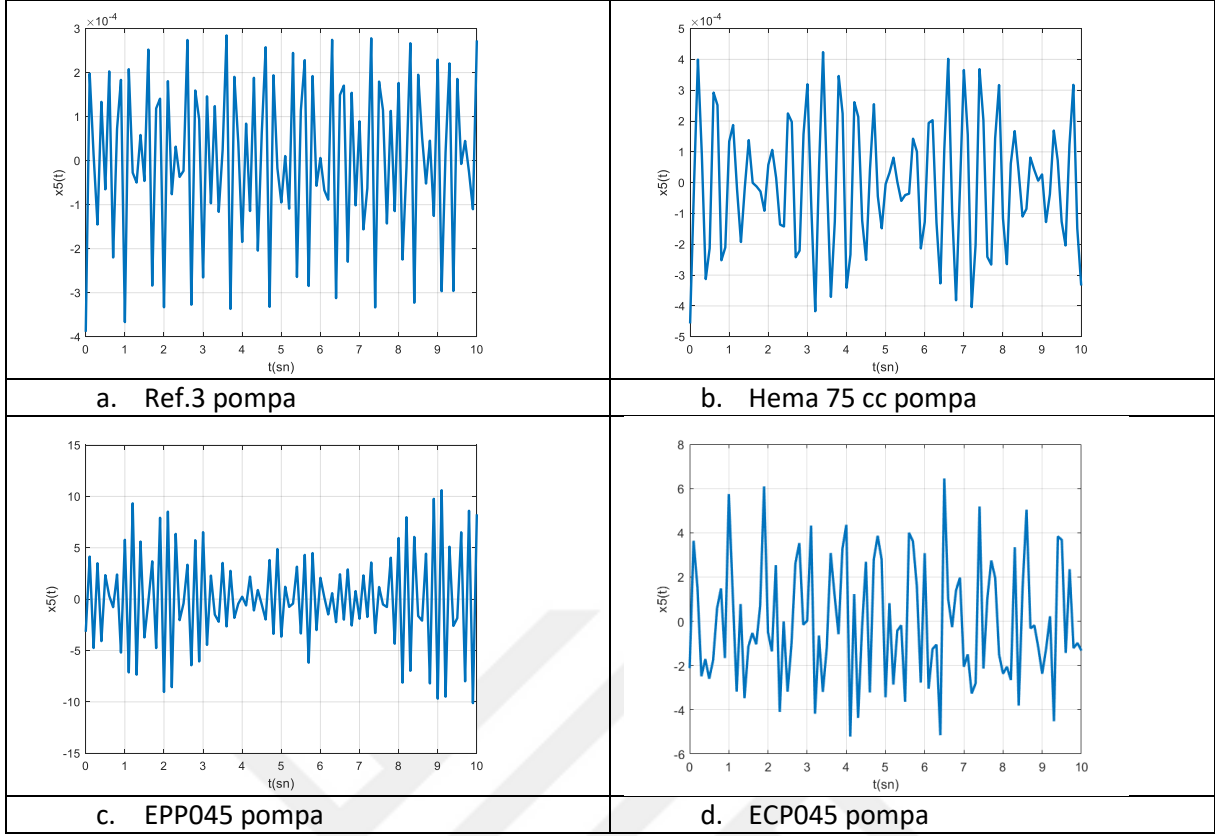 ×10-4
3
2
1
0
-1
-2
-3
-4
0 1 2 3 4 5 6 7 8 9 10
x5(t)
t(sn)
×10-4
5
4
3
2
1
0
-1
-2
-3
-4
-5
0 1 2 3 4 5 6 7 8 9 10
x5(t)
t(sn)
a. Ref.3 pompa
b. Hema 75 cc pompa
15
10
5
0
-5
-10
-15
0 1 2 3 4 5 6 7 8 9 10
x5(t)
t(sn)
8
6
4
2
0
-2
-4
-6
0 1 2 3 4 5 6 7 8 9 10
x5(t)
t(sn)
c. EPP045 pompa
d. ECP045 pompa